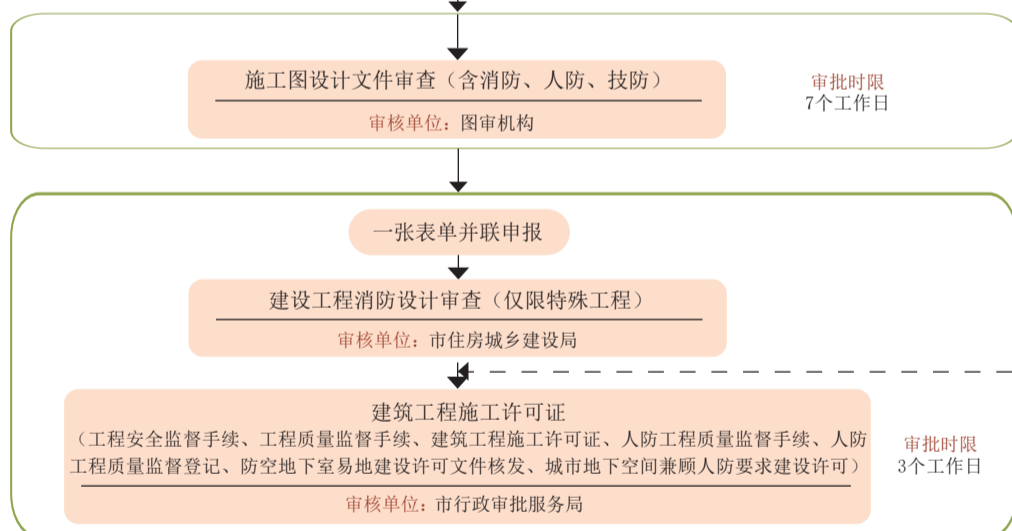 施工图设计文件审查（含消防、人防、技防）
审核单位：图审机构
审批时限
7个工作日
一张表单并联申报
建设工程消防设计审查（仅限特殊工程）
审核单位：市住房城乡建设局
建筑工程施工许可证
（工程安全监督手续、工程质量监督手续、建筑工程施工许可证、人防工程质量监督手续、人防
工程质量监督登记、防空地下室易地建设许可文件核发、城市地下空间兼顾人防要求建设许可）
审核单位：市行政审批服务局
审批时限
3个工作日